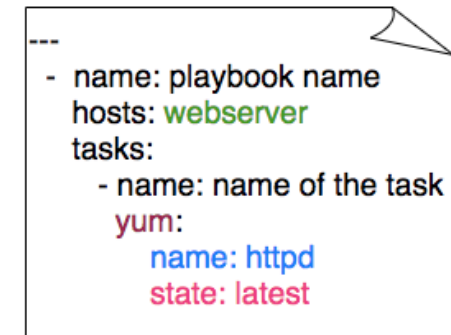 ---
- name: playbook name
hosts: webserver
tasks:
- name: name of the task
yum:
name: httpd
state: latest